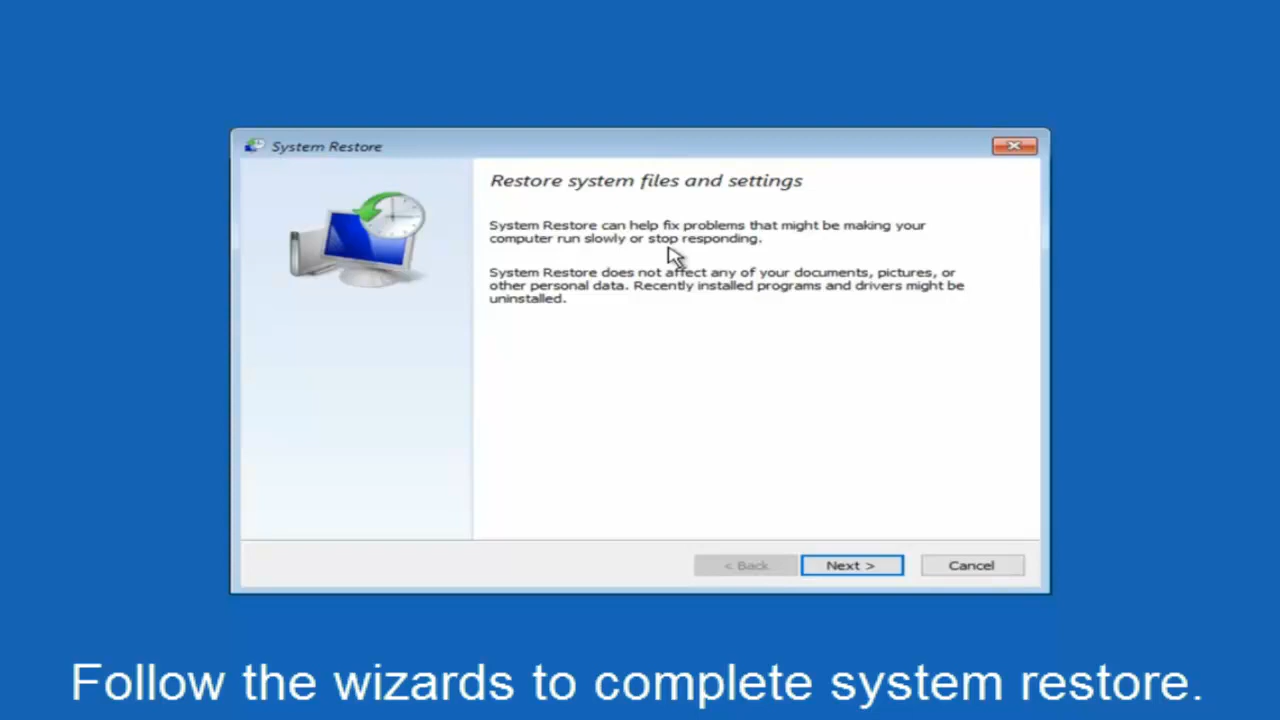 System Restore
Restore system files and settings
System Restore can help fix problems that might be making your
computer run slowly or stop responding.
System Restore does not affect any of your documents, pictures, or
other personal data. Recently installed programs and drivers might be
uninstalled.
< Back
Next >
Cancel
Follow the wizards to complete system restore.